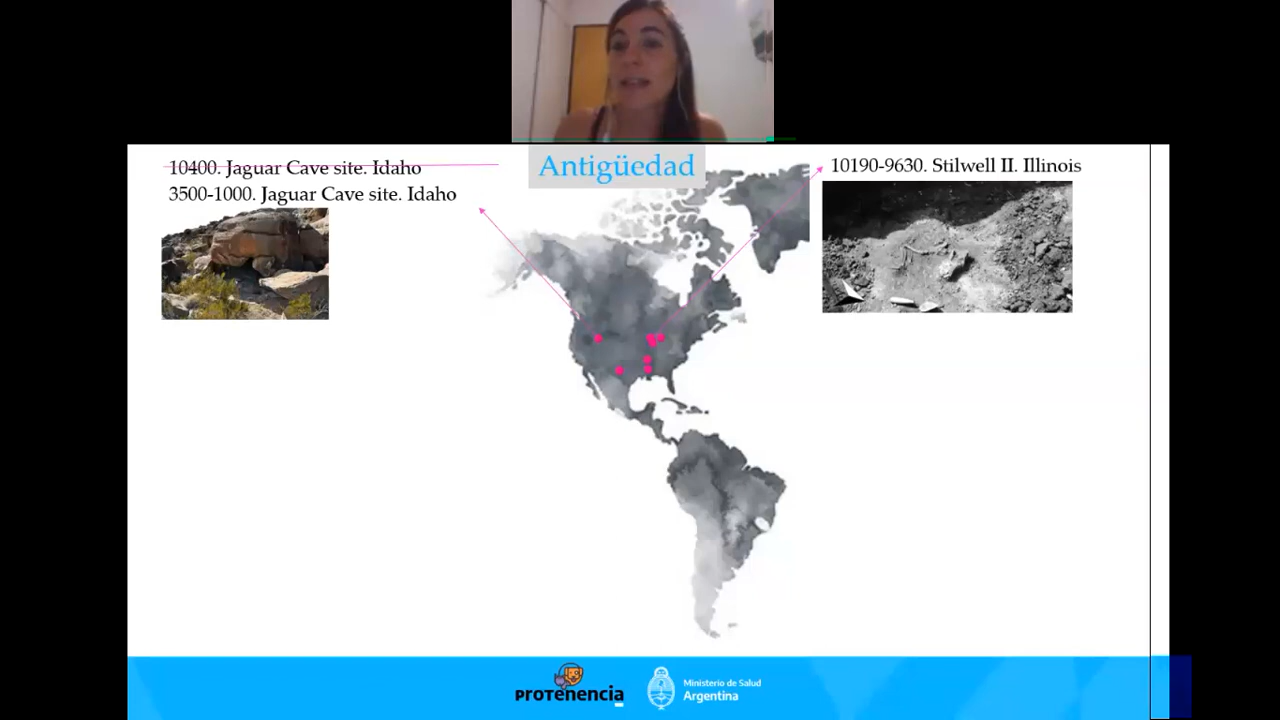 Antigüedad
10400. Jaguar Cave site. Idaho
3500-1000. Jaguar Cave site. Idaho
10190-9630. Stilwell II. Illinois
PROTENENCIA
Ministerio de Salud
Argentina